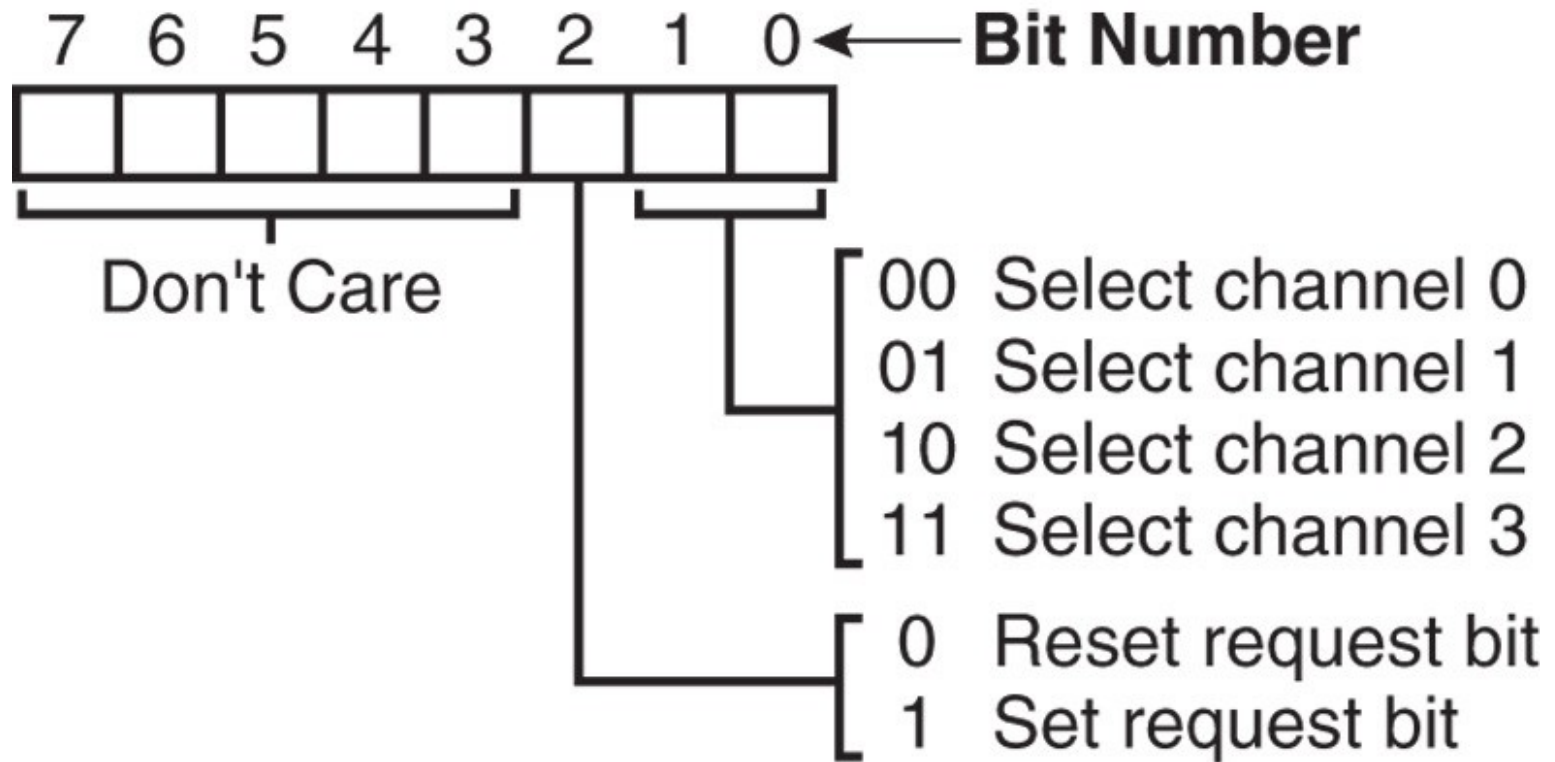 7 6 5 4 3 2 1 0 Bit Number
Don't Care
00 Select channel 0
01 Select channel 1
10 Select channel 2
11 Select channel 3
0 Reset request bit
1 Set request bit